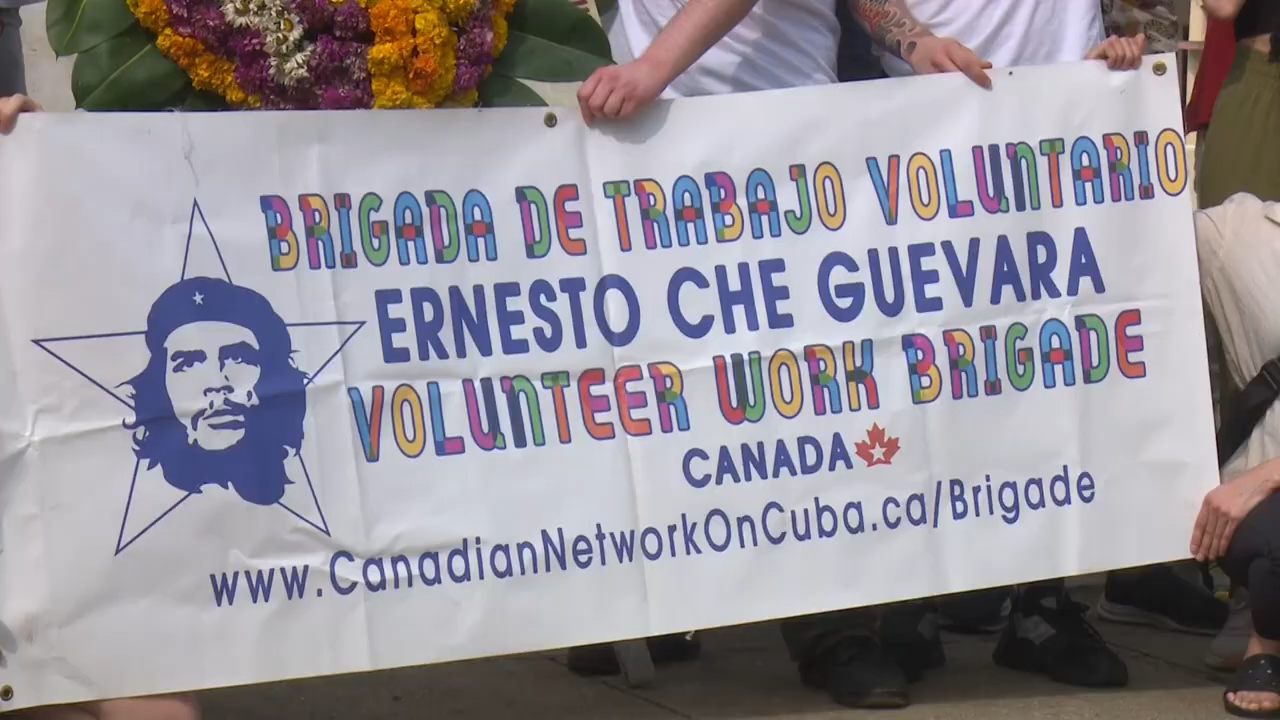 BRIGADA DE TRABAJO VOLUNTARIO
ERNESTO CHE GUEVARA
VOLUNTEER WORK BRIGADE
CANADA
www.CanadianNetworkOnCuba.ca/Brigade